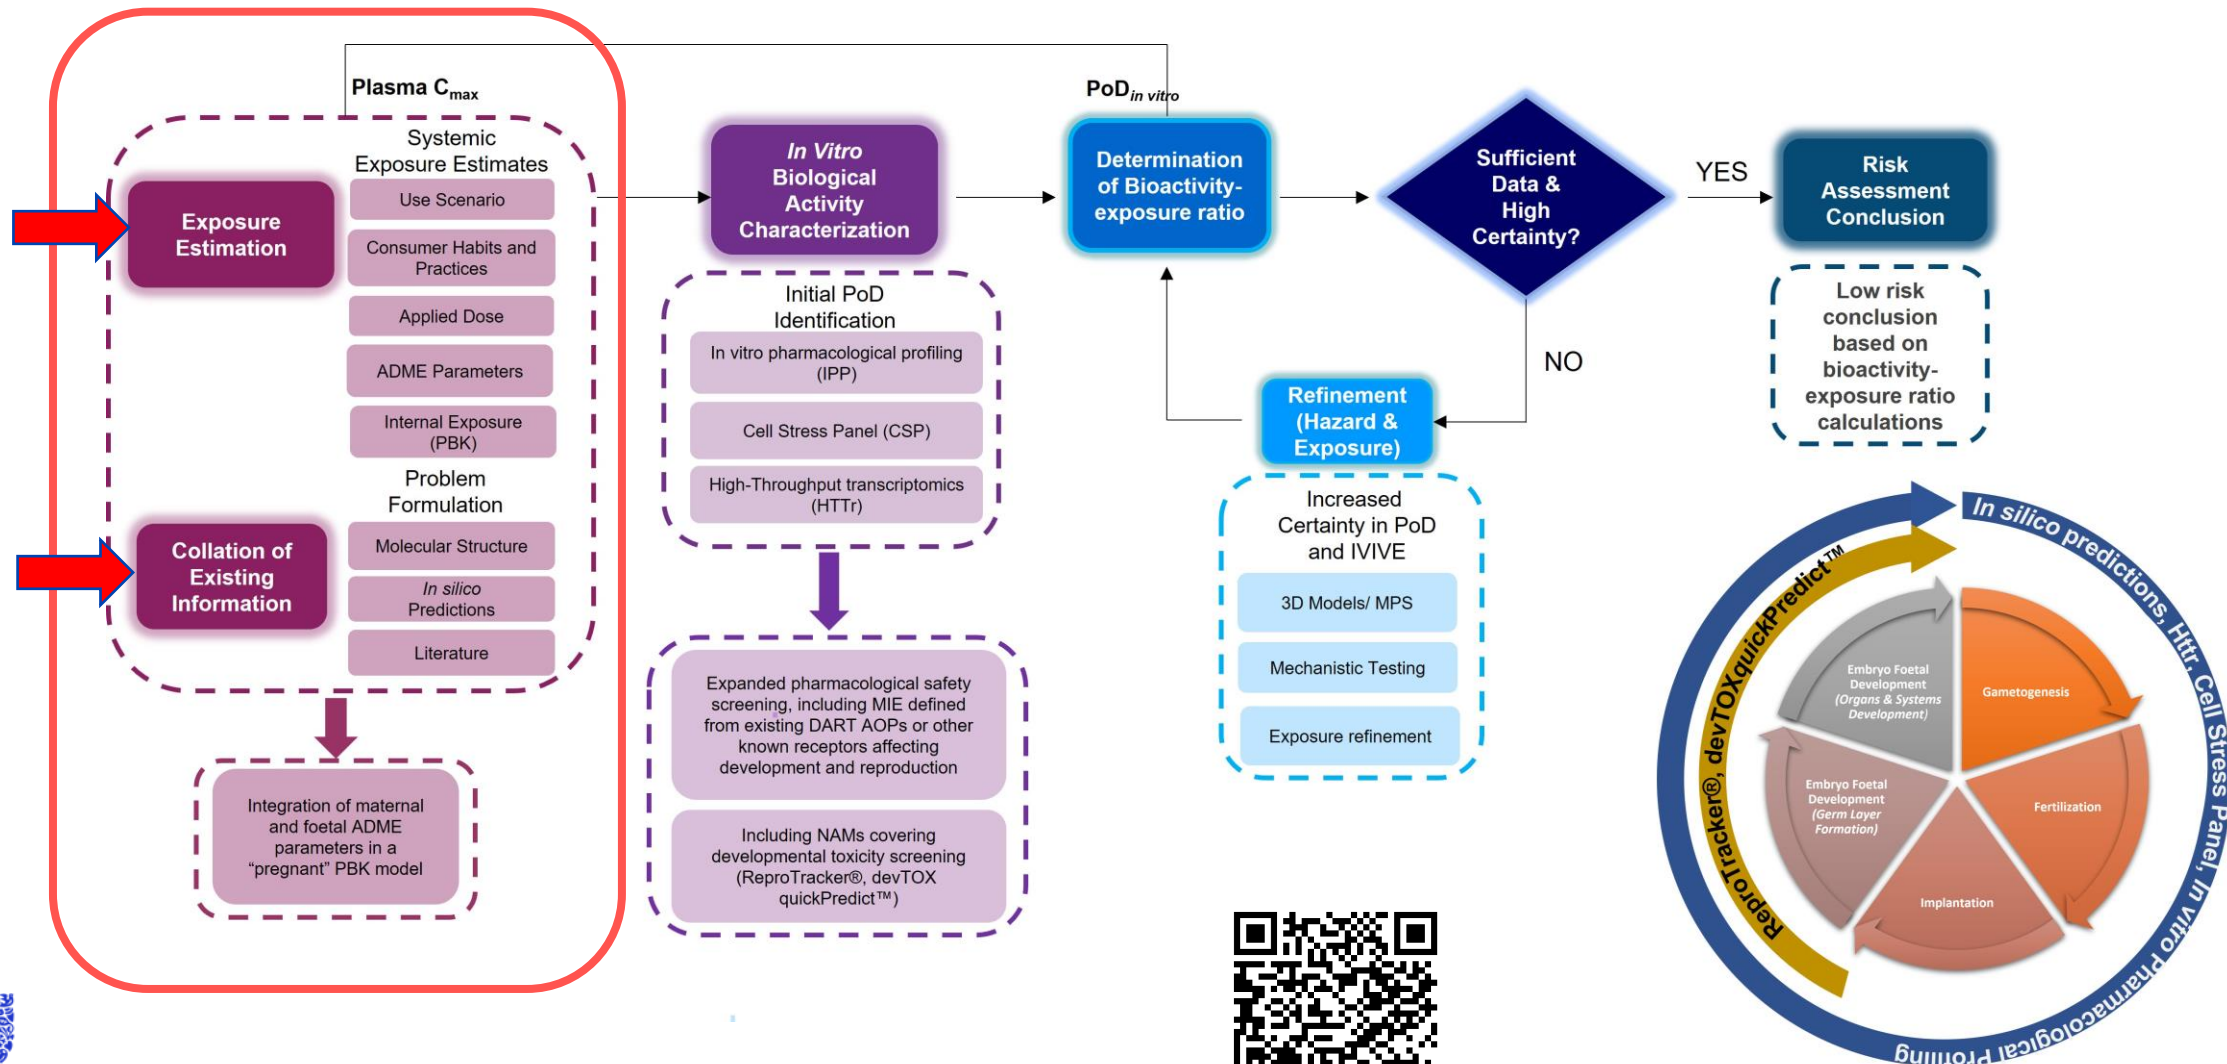 Plasma Cmax
Systemic
Exposure Estimates
Exposure
Estimation
Use Scenario
Consumer Habits and
Practices
Applied Dose
ADME Parameters
Internal Exposure
(PBK)
Problem
Formulation
Collation of
Existing
Information
Molecular Structure
In silico
Predictions
Literature
Integration of maternal
and foetal ADME
parameters in a
“pregnant” PBK model
In Vitro
Biological
Activity
Characterization
Initial PoD
Identification
In vitro pharmacological profiling
(IPP)
Cell Stress Panel (CSP)
High-Throughput transcriptomics
(HTTr)
Expanded pharmacological safety
screening, including MIE defined
from existing DART AOPs or other
known receptors affecting
development and reproduction
Including NAMs covering
developmental toxicity screening
(ReproTracker®, devTOX
quickPredict™)
PoDin vitro
Determination
of Bioactivity-
exposure ratio
Sufficient
Data &
High
Certainty?
YES
NO
Refinement
(Hazard &
Exposure)
Increased
Certainty in PoD
and IVIVE
3D Models/ MPS
Mechanistic Testing
Exposure refinement
Risk
Assessment
Conclusion
Low risk
conclusion
based on
bioactivity-
exposure ratio
calculations
In silico predictions, Httr, Cell Stress Panel, In vitro Pharmacological Profiling
ReproTracker®, devTOXquickPredict™
Embryo Foetal
Development
(Organs & Systems
Development)
Gametogenesis
Embryo Foetal
Development
(Germ Layer
Formation)
Fertilization
Implantation